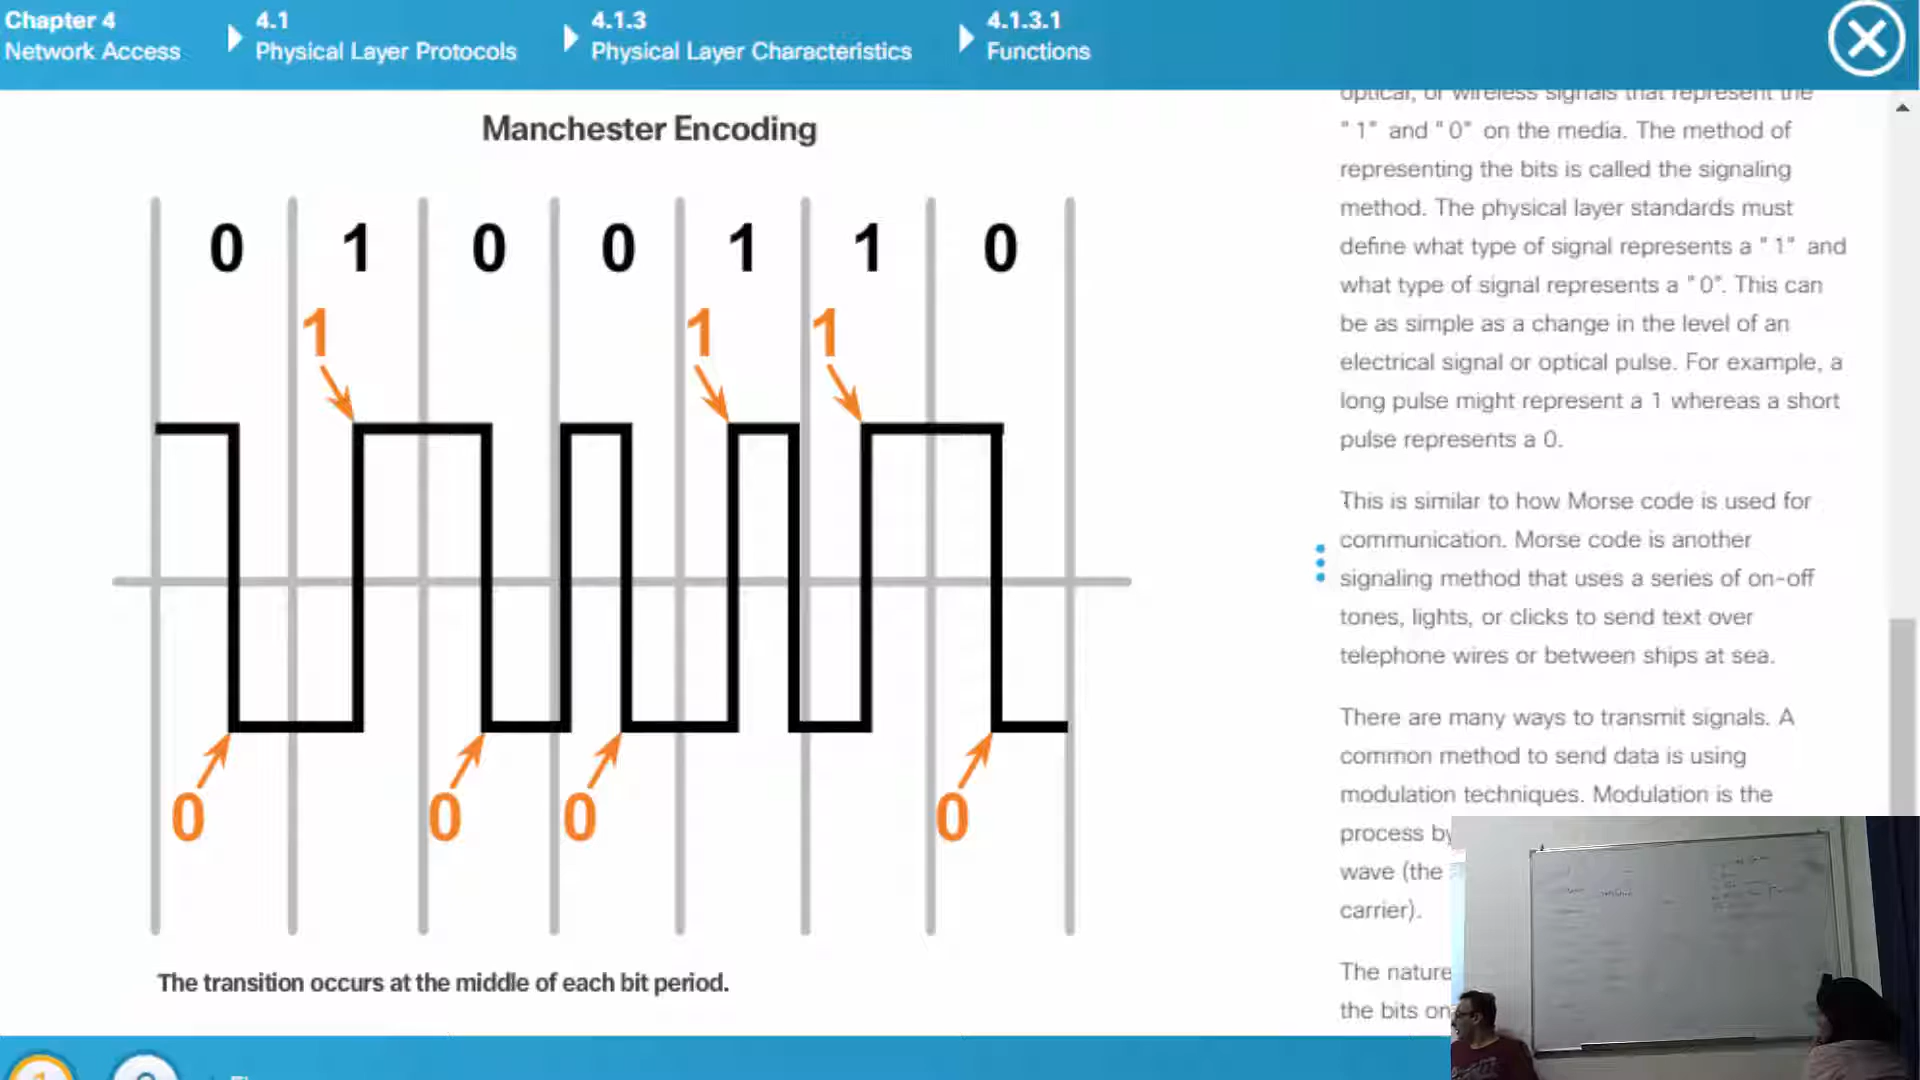 Chapter 4
Network Access
4.1
Physical Layer Protocols
4.1.3
Physical Layer Characteristics
4.1.3.1
Functions
Manchester Encoding
0 1 0 0 1 1 0
1 1 1
0 0 0 0
The transition occurs at the middle of each bit period.
optical, or wireless signals that represent the
"1" and "0" on the media. The method of
representing the bits is called the signaling
method. The physical layer standards must
define what type of signal represents a "1" and
what type of signal represents a "0". This can
be as simple as a change in the level of an
electrical signal or optical pulse. For example, a
long pulse might represent a 1 whereas a short
pulse represents a 0.
This is similar to how Morse code is used for
communication. Morse code is another
signaling method that uses a series of on-off
tones, lights, or clicks to send text over
telephone wires or between ships at sea.
There are many ways to transmit signals. A
common method to send data is using
modulation techniques. Modulation is the
process by
wave (the
carrier).
The nature
the bits on